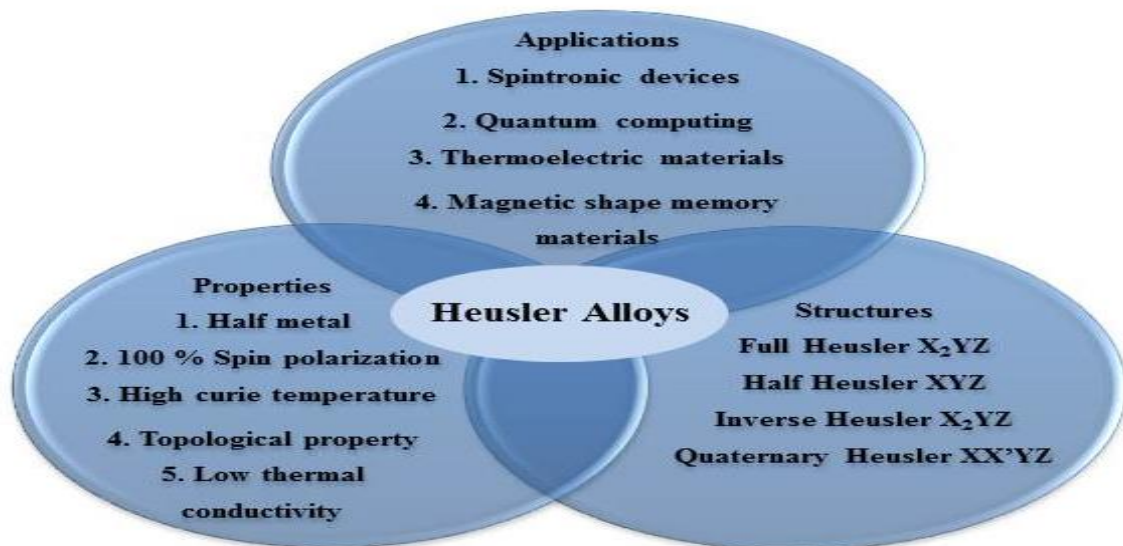 Applications
1. Spintronic devices
2. Quantum computing
3. Thermoelectric materials
4. Magnetic shape memory
materials
Heusler Alloys
Properties
1. Half metal
2. 100 % Spin polarization
3. High curie temperature
4. Topological property
5. Low thermal
conductivity
Structures
Full Heusler X₂YZ
Half Heusler XYZ
Inverse Heusler X₂YZ
Quaternary Heusler XX’YZ